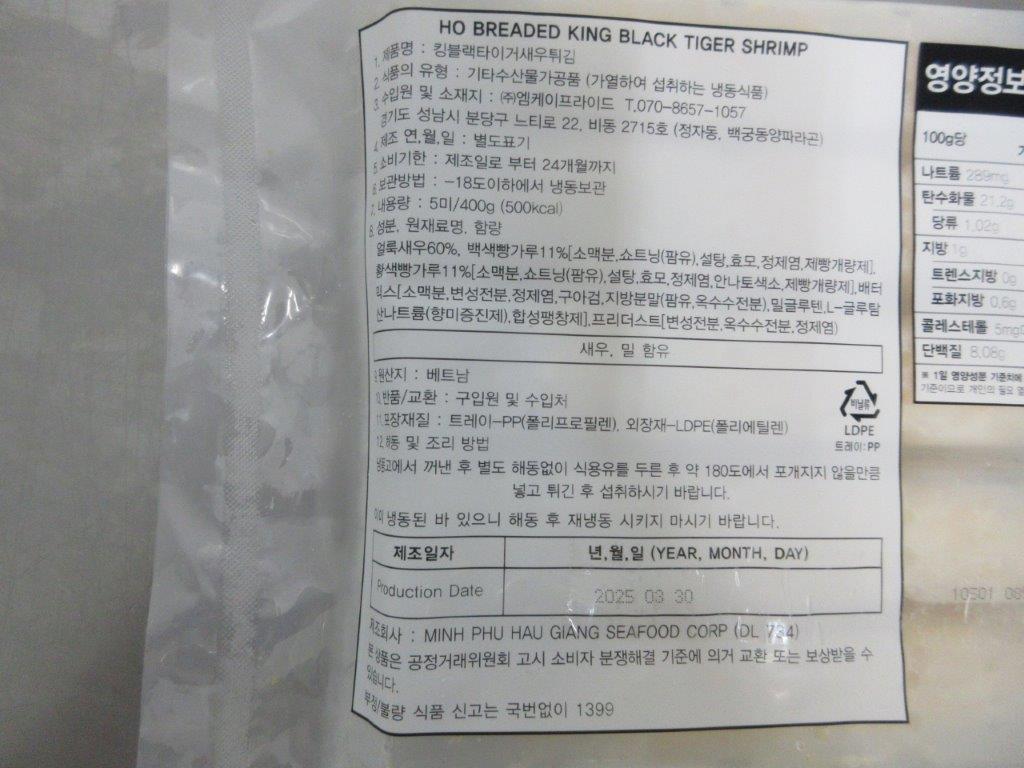 HO BREADED KING BLACK TIGER SHRIMP
1. 제품명 : 킹블랙타이거새우튀김
2. 식품의 유형 : 기타수산물가공품 (가열하여 섭취하는 냉동식품)
3. 수입원 및 소재지 : ㈜엠케이프라이드 T.070-8657-1057
경기도 성남시 분당구 느티로 22, 비동 2715호 (정자동, 백궁동양파라곤)
4. 제조 연,월,일 : 별도표기
5. 소비기한 : 제조일로 부터 24개월까지
6. 보관방법 : -18도이하에서 냉동보관
7. 내용량 : 5미/400g (500kcal)
8. 성분, 원재료명, 함량
얼룩새우60%, 백색빵가루11%[소맥분,쇼트닝(팜유),설탕,효모,정제염,제빵개량제],
황색빵가루11%[소맥분,쇼트닝(팜유),설탕,효모,정제염,안나토색소,제빵개량제],배터
믹스[소맥분,변성전분,정제염,구아검,지방분말(팜유,옥수수전분),밀글루텐,L-글루탐
산나트륨(향미증진제),합성팽창제],프리더스트[변성전분,옥수수전분,정제염)
새우, 밀 함유
9. 원산지 : 베트남
10. 반품/교환 : 구입원 및 수입처
11. 포장재질 : 트레이-PP(폴리프로필렌), 외장재-LDPE(폴리에틸렌)
12. 해동 및 조리 방법
냉동고에서 꺼낸 후 별도 해동없이 식용유를 두른 후 약 180도에서 포개지지 않을만큼
넣고 튀긴 후 섭취하시기 바랍니다.
이미 냉동된 바 있으니 해동 후 재냉동 시키지 마시기 바랍니다.
비닐류
LDPE
트레이:PP
제조일자 년,월,일 (YEAR, MONTH, DAY)
Production Date 2025 03 30
제조회사 : MINH PHU HAU GIANG SEAFOOD CORP (DL 784)
본 상품은 공정거래위원회 고시 소비자 분쟁해결 기준에 의거 교환 또는 보상받을 수
있습니다.
부정/불량 식품 신고는 국번없이 1399
영양정보
100g당
나트륨 289mg
탄수화물 21.2g
당류 1.02g
지방 1g
트렌스지방 0g
포화지방 0.6g
콜레스테롤 5mg
단백질 8.08g
※ 1일 영양성분 기준치에
기준이므로 개인의 필요
10501